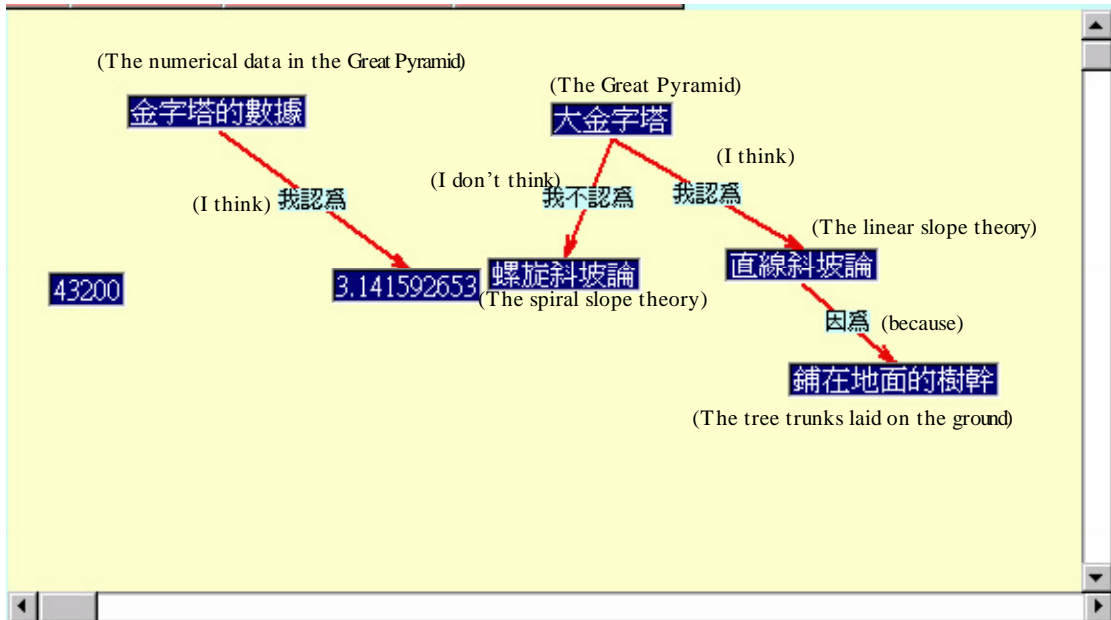 (The numerical data in the Great Pyramid)
金字塔的數據
(The Great Pyramid)
大金字塔
(I think)
(I don't think)
(I think)
我認爲
我不認爲
我認爲
(The linear slope theory)
直線斜坡論
43200
3.141592653
螺旋斜坡論
(The spiral slope theory)
因爲
(because)
鋪在地面的樹幹
(The tree trunks laid on the ground)